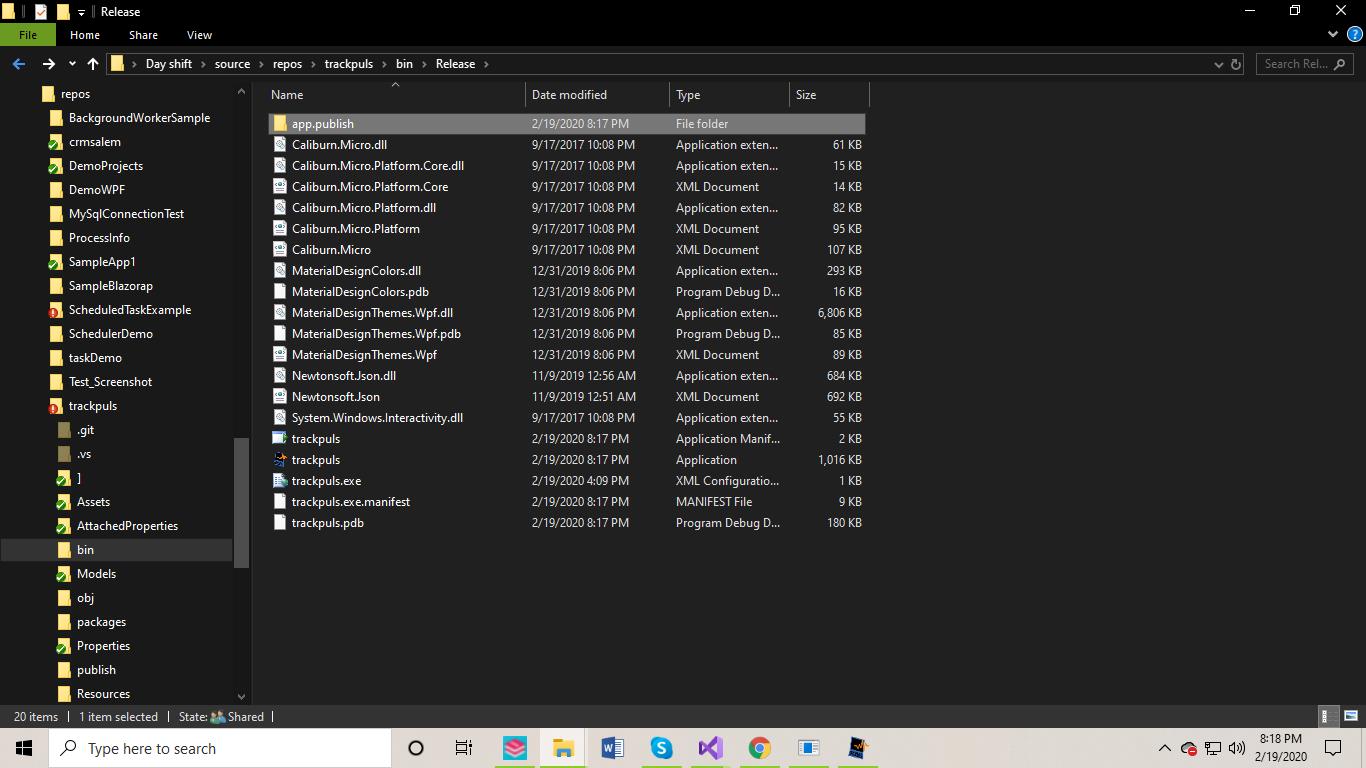 Release
File Home Share View
Day shift source repos trackpuls bin Release Search Rel...
repos
BackgroundWorkerSample
crmsalem
DemoProjects
DemoWPF
MySqlConnectionTest
ProcessInfo
SampleApp1
SampleBlazorap
ScheduledTaskExample
SchedulerDemo
taskDemo
Test_Screenshot
trackpuls
.git
.vs
]
Assets
AttachedProperties
bin
Models
obj
packages
Properties
publish
Resources
Name Date modified Type Size
app.publish 2/19/2020 8:17 PM File folder
Caliburn.Micro.dll 9/17/2017 10:08 PM Application exten... 61 KB
Caliburn.Micro.Platform.Core.dll 9/17/2017 10:08 PM Application exten... 15 KB
Caliburn.Micro.Platform.Core 9/17/2017 10:08 PM XML Document 14 KB
Caliburn.Micro.Platform.dll 9/17/2017 10:08 PM Application exten... 82 KB
Caliburn.Micro.Platform 9/17/2017 10:08 PM XML Document 95 KB
Caliburn.Micro 9/17/2017 10:08 PM XML Document 107 KB
MaterialDesignColors.dll 12/31/2019 8:06 PM Application exten... 293 KB
MaterialDesignColors.pdb 12/31/2019 8:06 PM Program Debug D... 16 KB
MaterialDesignThemes.Wpf.dll 12/31/2019 8:06 PM Application exten... 6,806 KB
MaterialDesignThemes.Wpf.pdb 12/31/2019 8:06 PM Program Debug D... 85 KB
MaterialDesignThemes.Wpf 12/31/2019 8:06 PM XML Document 89 KB
Newtonsoft.Json.dll 11/9/2019 12:56 AM Application exten... 684 KB
Newtonsoft.Json 11/9/2019 12:51 AM XML Document 692 KB
System.Windows.Interactivity.dll 9/17/2017 10:08 PM Application exten... 55 KB
trackpuls 2/19/2020 8:17 PM Application Manif... 2 KB
trackpuls 2/19/2020 8:17 PM Application 1,016 KB
trackpuls.exe 2/19/2020 4:09 PM XML Configuratio... 1 KB
trackpuls.exe.manifest 2/19/2020 8:17 PM MANIFEST File 9 KB
trackpuls.pdb 2/19/2020 8:17 PM Program Debug D... 180 KB
20 items 1 item selected State: Shared
Type here to search
8:18 PM
2/19/2020